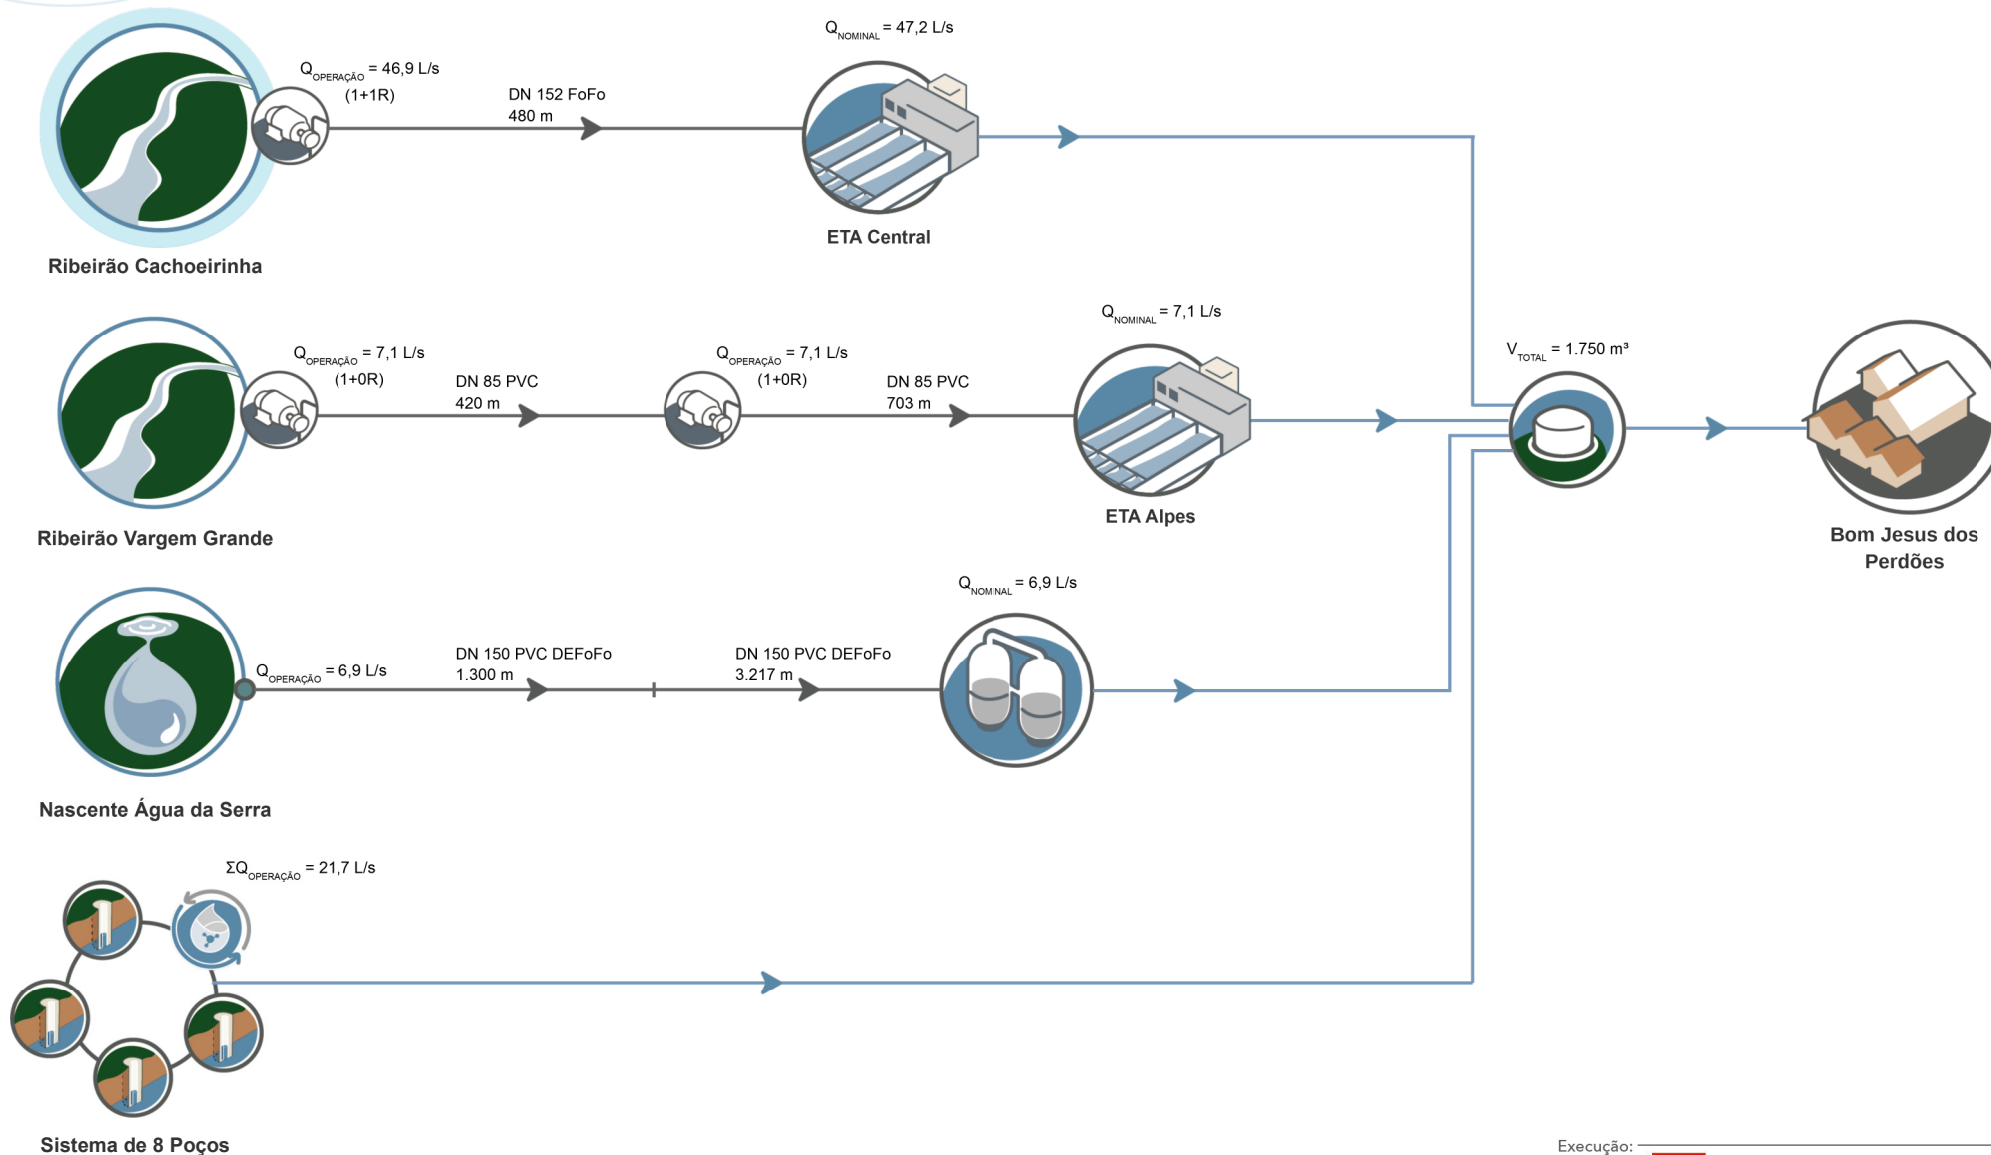 Q_NOMINAL = 47,2 L/s
Q_OPERAÇÃO = 46,9 L/s
(1+1R)
DN 152 FoFo
480 m
ETA Central
Ribeirão Cachoeirinha
Q_NOMINAL = 7,1 L/s
Q_OPERAÇÃO = 7,1 L/s
(1+0R)
DN 85 PVC
420 m
Q_OPERAÇÃO = 7,1 L/s
(1+0R)
DN 85 PVC
703 m
V_TOTAL = 1.750 m³
ETA Alpes
Ribeirão Vargem Grande
Bom Jesus dos
Perdões
Q_NOMINAL = 6,9 L/s
Q_OPERAÇÃO = 6,9 L/s
DN 150 PVC DEFoFo
1.300 m
DN 150 PVC DEFoFo
3.217 m
Nascente Água da Serra
ΣQ_OPERAÇÃO = 21,7 L/s
Sistema de 8 Poços
Execução: